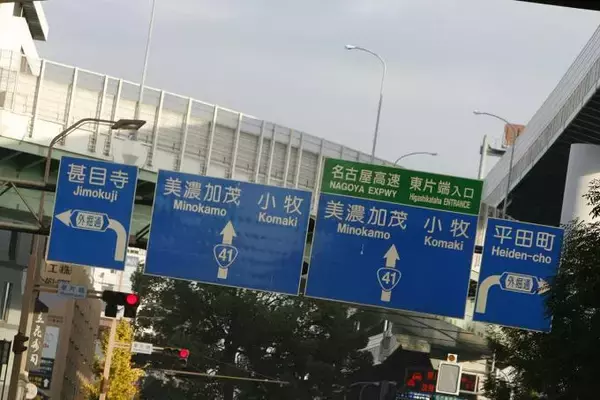 甚目寺
Jimokuji
外堀通
美濃加茂 小牧
Minokamo Komaki
41
名古屋高速 東片端入口
NAGOYA EXPWY Higashikataha ENTRANCE
美濃加茂 小牧
Minokamo Komaki
41
平田町
Heiden-cho
外堀通